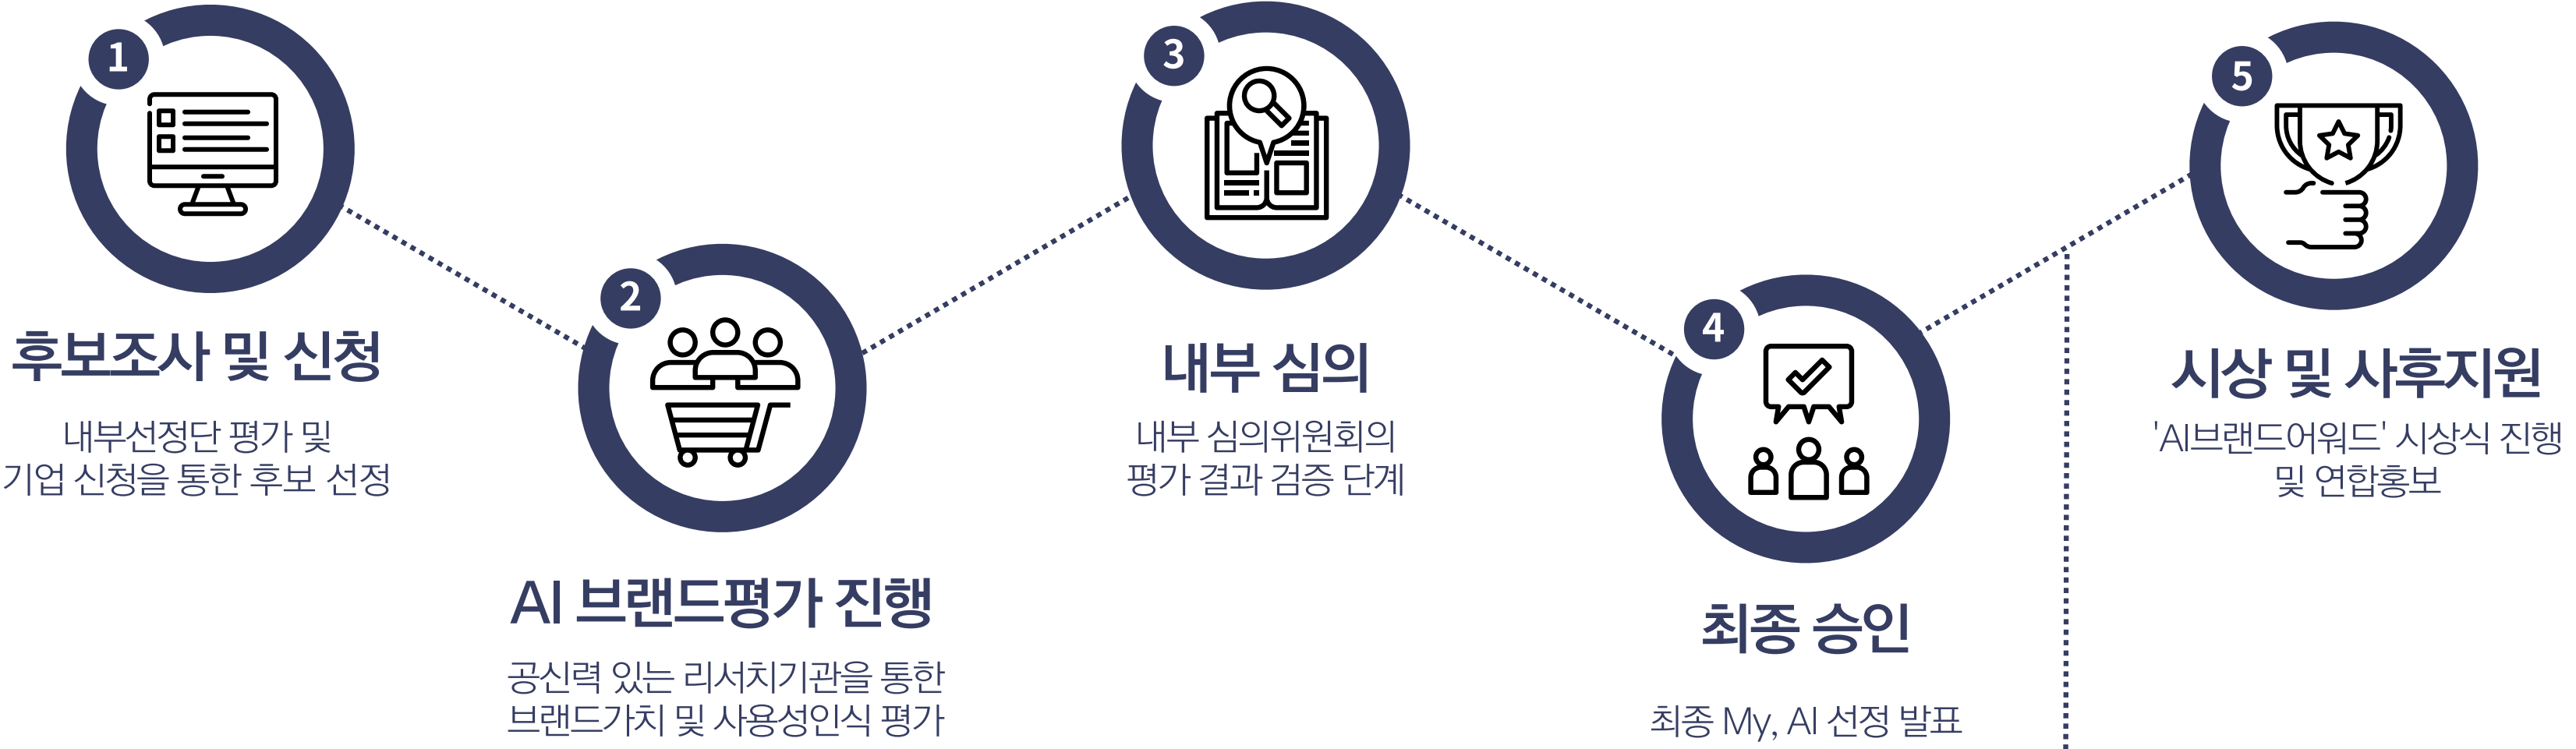 1
후보조사 및 신청
내부선정단 평가 및
기업 신청을 통한 후보 선정
2
AI 브랜드평가 진행
공신력 있는 리서치기관을 통한
브랜드가치 및 사용성인식 평가
3
내부 심의
내부 심의위원회의
평가 결과 검증 단계
4
최종 승인
최종 My, AI 선정 발표
5
시상 및 사후지원
'AI브랜드어워드' 시상식 진행
및 연합홍보